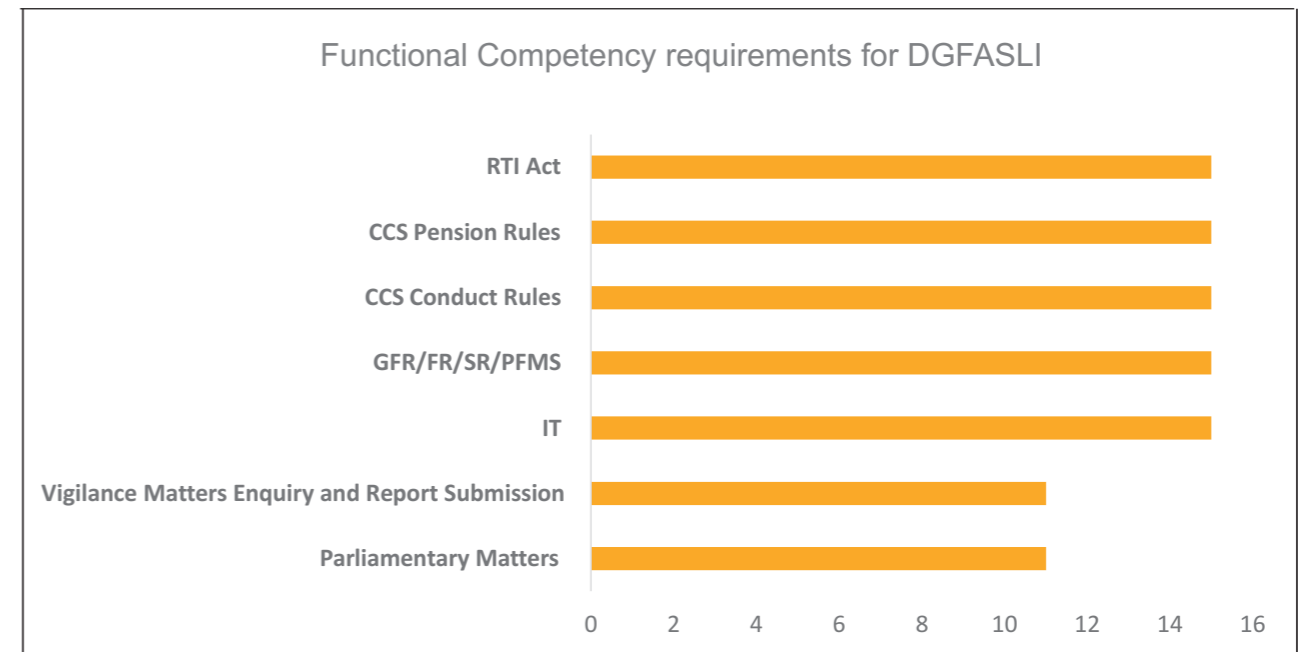 Functional Competency requirements for DGFASLI
RTI Act
CCS Pension Rules
CCS Conduct Rules
GFR/FR/SR/PFMS
IT
Vigilance Matters Enquiry and Report Submission
Parliamentary Matters
0 2 4 6 8 10 12 14 16